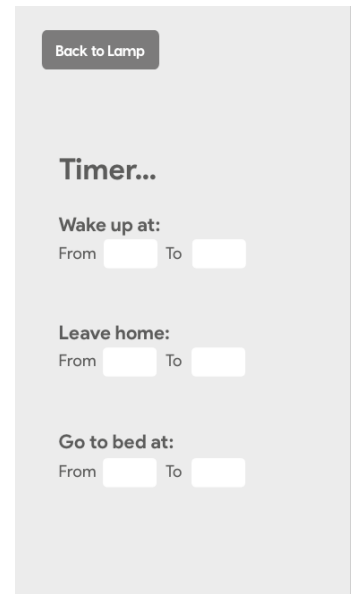 Back to Lamp
Timer...
Wake up at:
From To
Leave home:
From To
Go to bed at:
From To